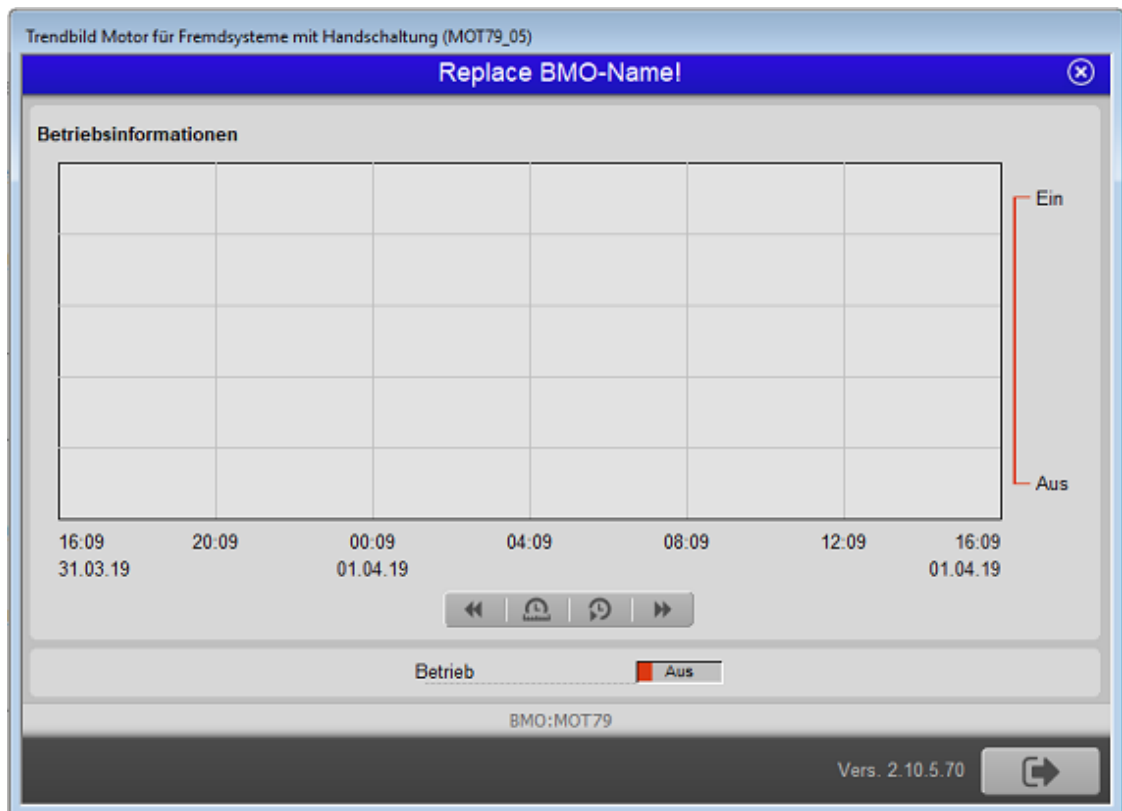 Trendbild Motor für Fremdsysteme mit Handschaltung (MOT79_05)
Replace BMO-Name!
Betriebsinformationen
Ein
Aus
16:09 20:09 00:09 04:09 08:09 12:09 16:09
31.03.19 01.04.19 01.04.19
Betrieb Aus
BMO:MOT79
Vers. 2.10.5.70